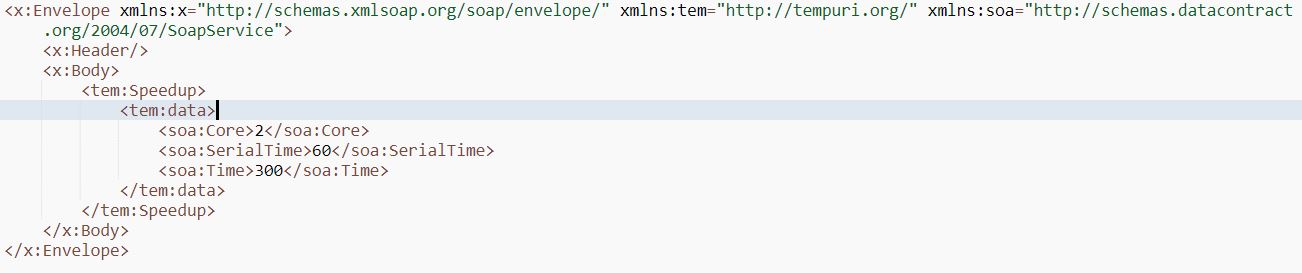 <x:Envelope xmlns:x="http://schemas.xmlsoap.org/soap/envelope/" xmlns:tem="http://tempuri.org/" xmlns:soa="http://schemas.datacontract
.org/2004/07/SoapService">
<x:Header/>
<x:Body>
<tem:Speedup>
<tem:data>
<soa:Core>2</soa:Core>
<soa:SerialTime>60</soa:SerialTime>
<soa:Time>300</soa:Time>
</tem:data>
</tem:Speedup>
</x:Body>
</x:Envelope>